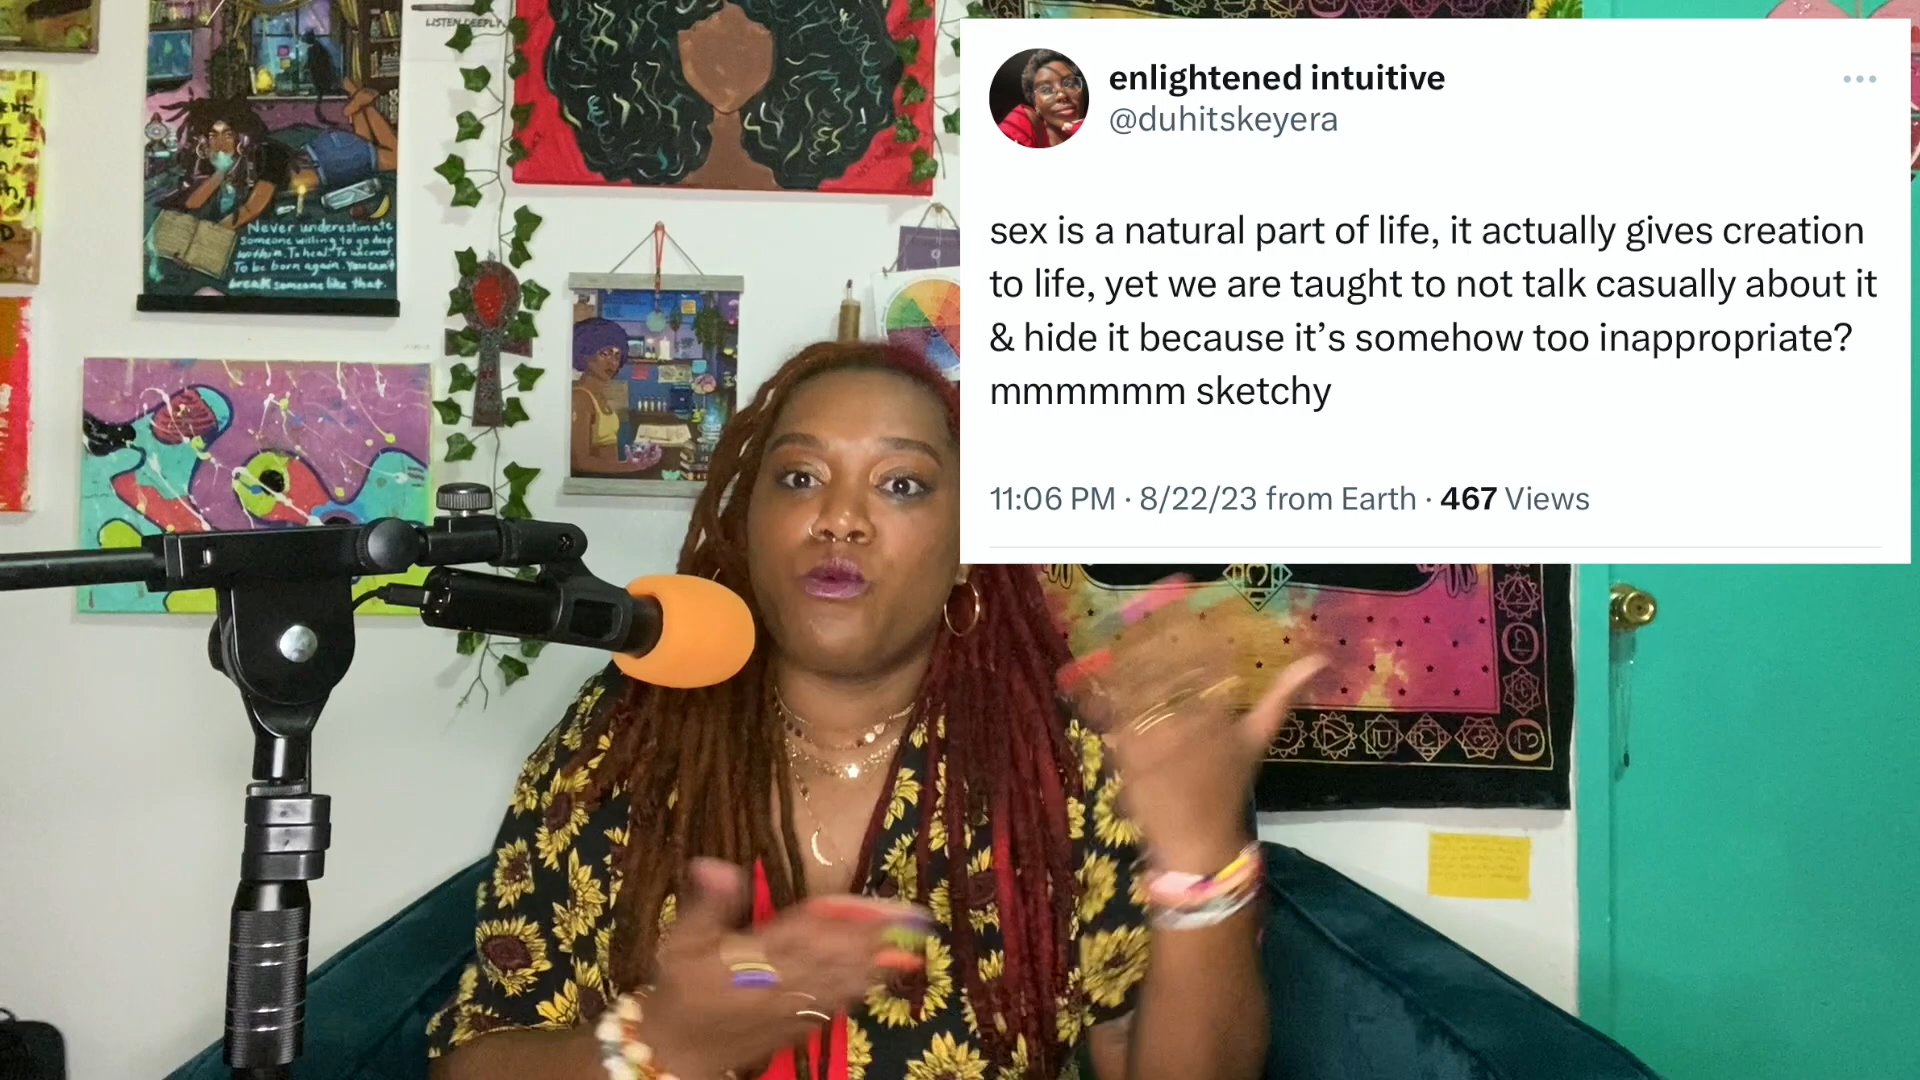 LISTEN DEEPLY.
Never underestimate
someone willing to go deep
within. To heal. To uncover.
To be born again. You can't
break someone like that.
enlightened intuitive
@duhitskeyera
sex is a natural part of life, it actually gives creation
to life, yet we are taught to not talk casually about it
& hide it because it’s somehow too inappropriate?
mmmmmm sketchy
11:06 PM · 8/22/23 from Earth · 467 Views